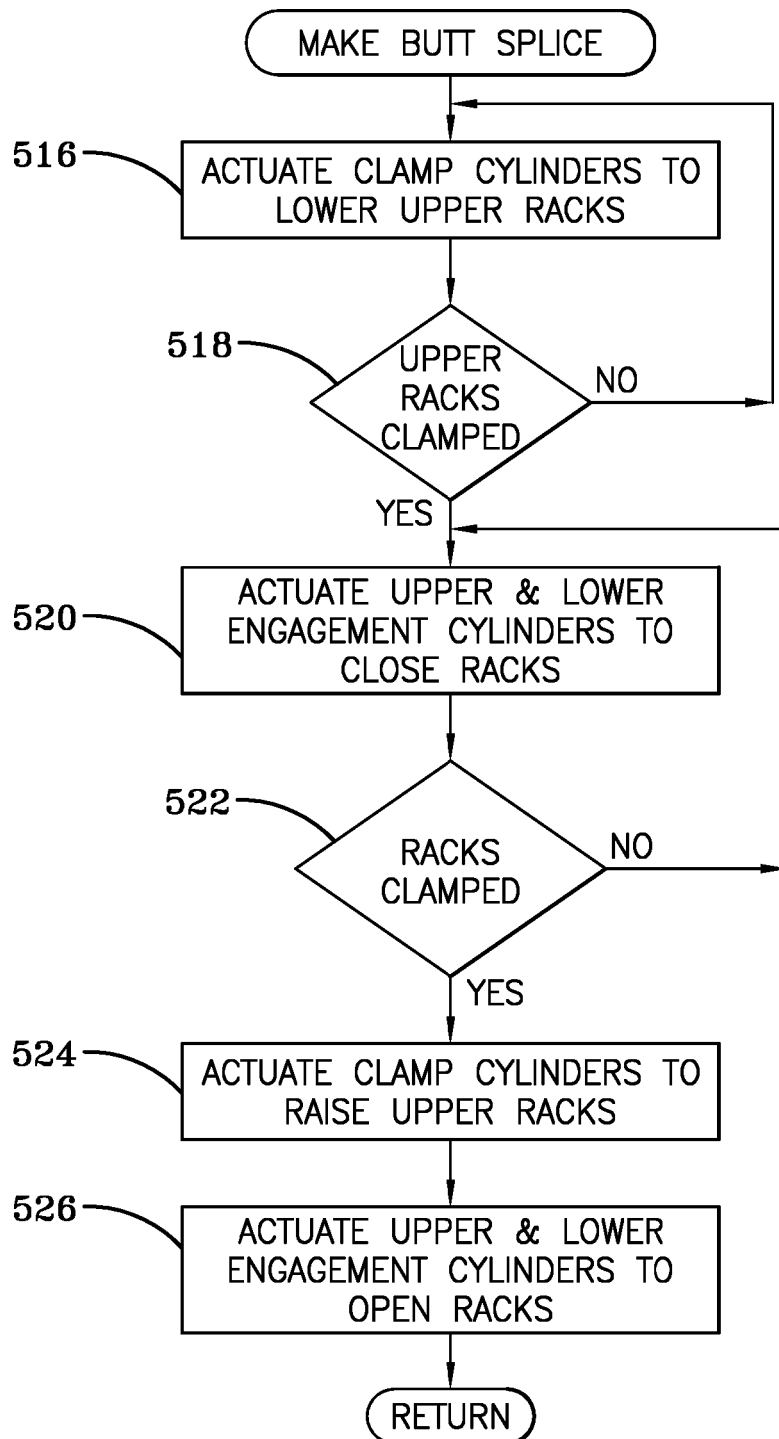 MAKE BUTT SPLICE
516
ACTUATE CLAMP CYLINDERS TO
LOWER UPPER RACKS
518
UPPER
RACKS
CLAMPED
NO
YES
520
ACTUATE UPPER & LOWER
ENGAGEMENT CYLINDERS TO
CLOSE RACKS
522
RACKS
CLAMPED
NO
YES
524
ACTUATE CLAMP CYLINDERS TO
RAISE UPPER RACKS
526
ACTUATE UPPER & LOWER
ENGAGEMENT CYLINDERS TO
OPEN RACKS
RETURN